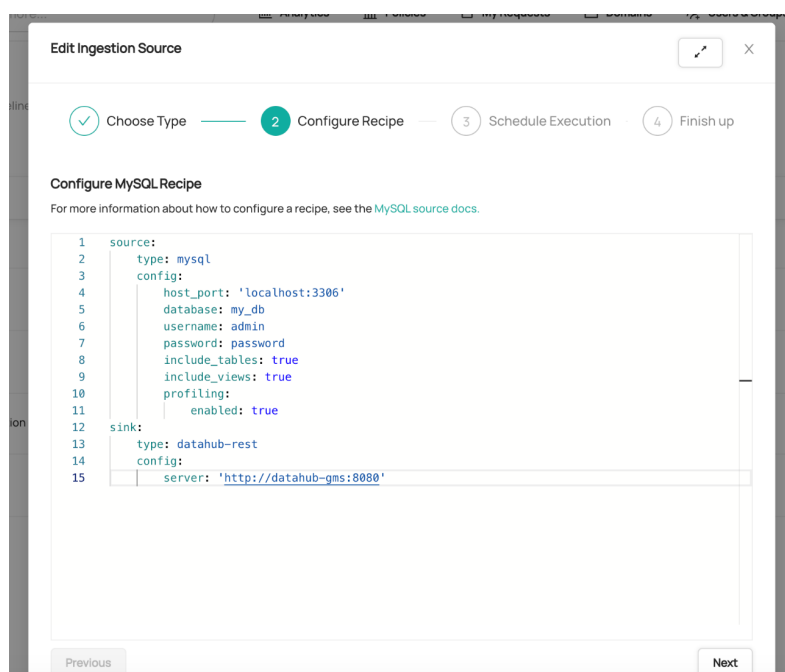 more...
Analytics
Policies
My Requests
Domains
Edit Ingestion Source
Choose Type
2
Configure Recipe
3
Schedule Execution
4
Finish up
Configure MySQL Recipe
For more information about how to configure a recipe, see the MySQL source docs.
1 source:
2 type: mysql
3 config:
4 host_port: 'localhost:3306'
5 database: my_db
6 username: admin
7 password: password
8 include_tables: true
9 include_views: true
10 profiling:
11 enabled: true
12 sink:
13 type: datahub-rest
14 config:
15 server: 'http://datahub-gms:8080'
Previous
Next